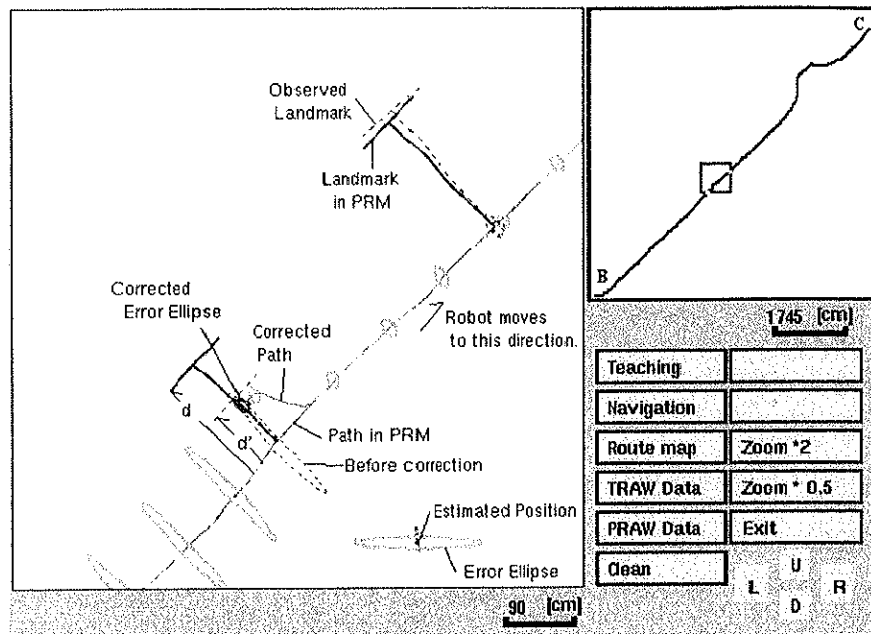 Observed
Landmark
Landmark
in PRM
Corrected
Error Ellipse
Corrected
Path
Robot moves
to this direction.
d
d'
Path in PRM
Before correction
Estimated Position
Error Ellipse
90 [cm]
C
B
1745 [cm]
Teaching
Navigation
Route map Zoom *2
TRAW Data Zoom * 0.5
PRAW Data Exit
Clean
U
L R
D